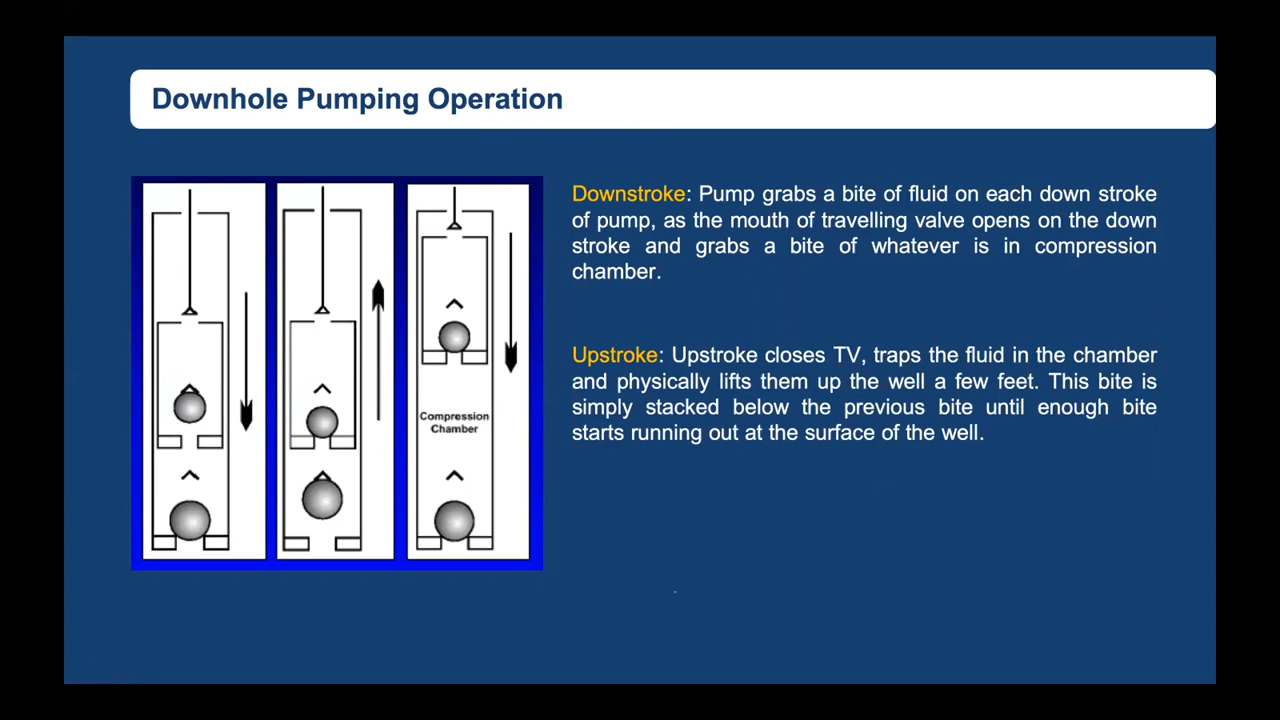 Downhole Pumping Operation
Downstroke: Pump grabs a bite of fluid on each down stroke
of pump, as the mouth of travelling valve opens on the down
stroke and grabs a bite of whatever is in compression
chamber.
Upstroke: Upstroke closes TV, traps the fluid in the chamber
and physically lifts them up the well a few feet. This bite is
simply stacked below the previous bite until enough bite
starts running out at the surface of the well.
Compression
Chamber